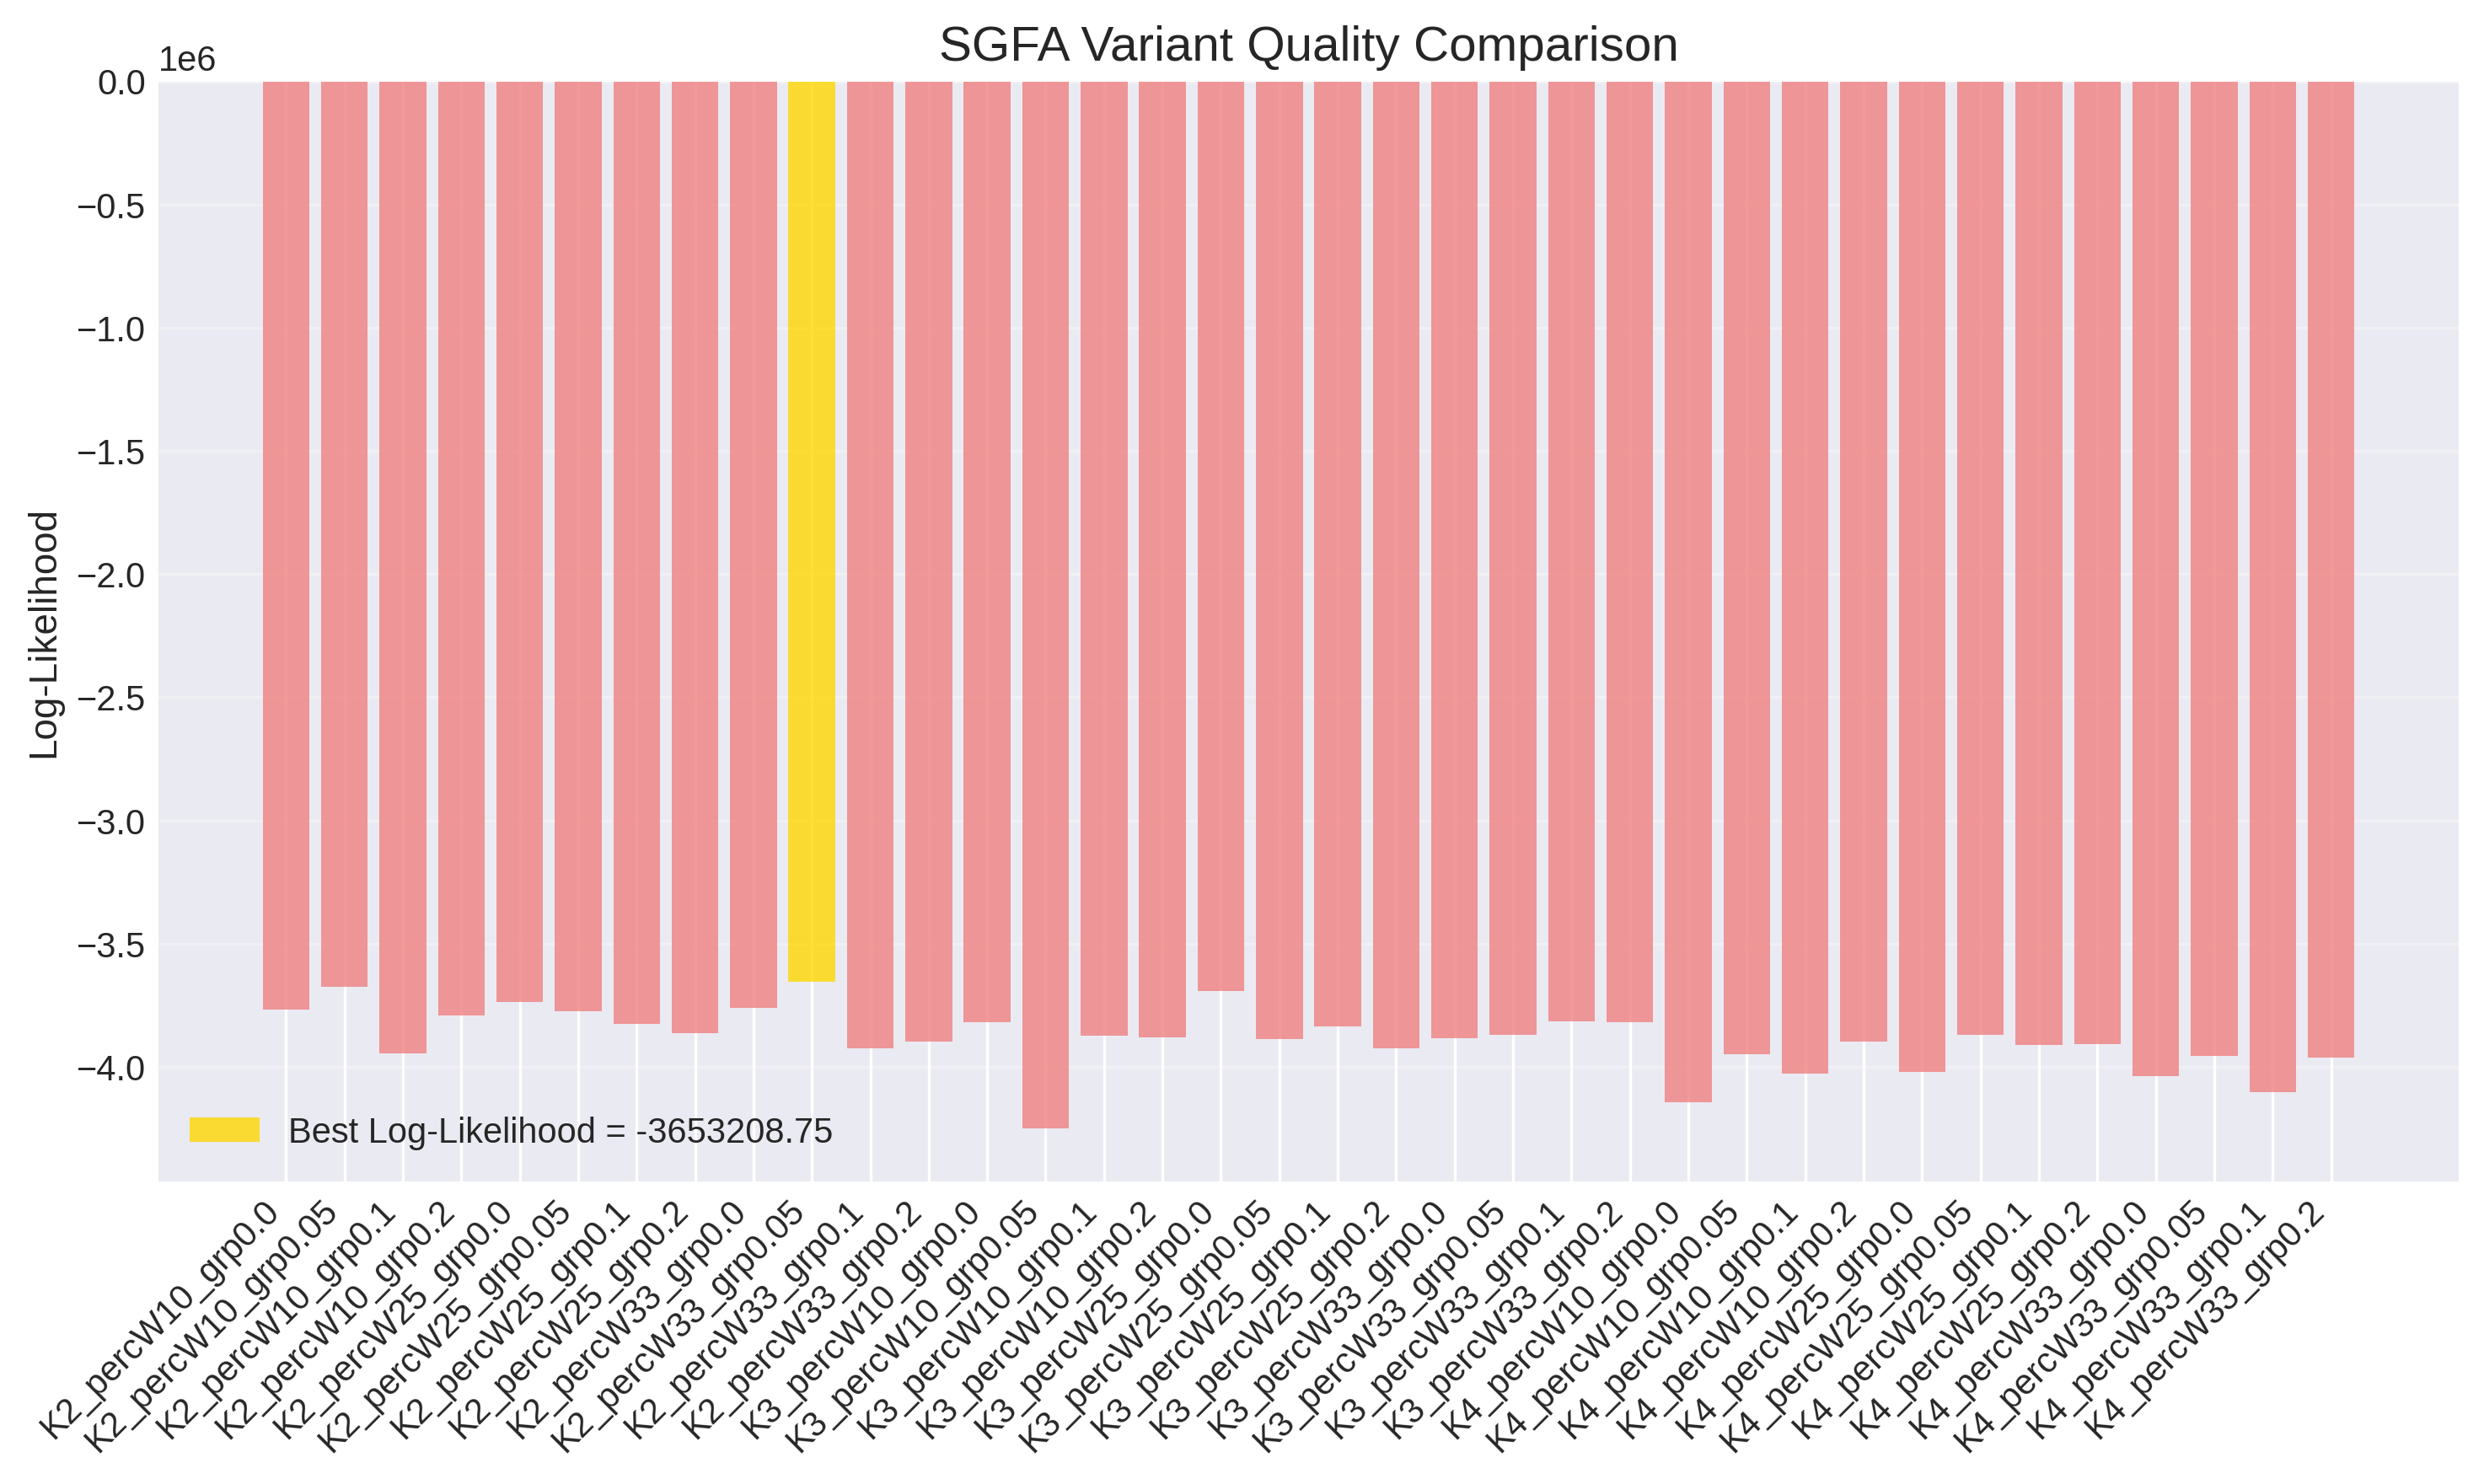 SGFA Variant Quality Comparison
1e6
0.0
−0.5
−1.0
−1.5
−2.0
−2.5
−3.0
−3.5
−4.0
Log-Likelihood
Best Log-Likelihood = -3653208.75
K2_percW10_grp0.0
K2_percW10_grp0.05
K2_percW10_grp0.1
K2_percW10_grp0.2
K2_percW25_grp0.0
K2_percW25_grp0.05
K2_percW25_grp0.1
K2_percW25_grp0.2
K2_percW33_grp0.0
K2_percW33_grp0.05
K2_percW33_grp0.1
K2_percW33_grp0.2
K3_percW10_grp0.0
K3_percW10_grp0.05
K3_percW10_grp0.1
K3_percW10_grp0.2
K3_percW25_grp0.0
K3_percW25_grp0.05
K3_percW25_grp0.1
K3_percW25_grp0.2
K3_percW33_grp0.0
K3_percW33_grp0.05
K3_percW33_grp0.1
K3_percW33_grp0.2
K4_percW10_grp0.0
K4_percW10_grp0.05
K4_percW10_grp0.1
K4_percW10_grp0.2
K4_percW25_grp0.0
K4_percW25_grp0.05
K4_percW25_grp0.1
K4_percW25_grp0.2
K4_percW33_grp0.0
K4_percW33_grp0.05
K4_percW33_grp0.1
K4_percW33_grp0.2